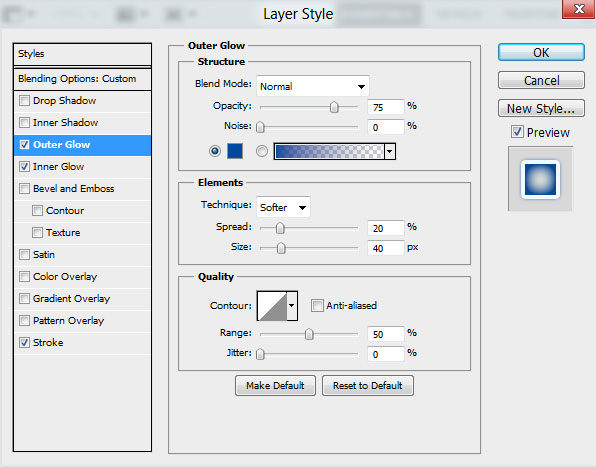 Layer Style
Styles
Blending Options: Custom
Drop Shadow
Inner Shadow
Outer Glow
Inner Glow
Bevel and Emboss
Contour
Texture
Satin
Color Overlay
Gradient Overlay
Pattern Overlay
Stroke
Outer Glow
Structure
Blend Mode: Normal
Opacity: 75 %
Noise: 0 %
Elements
Technique: Softer
Spread: 20 %
Size: 40 px
Quality
Contour: Anti-aliased
Range: 50 %
Jitter: 0 %
Make Default Reset to Default
OK
Cancel
New Style...
Preview